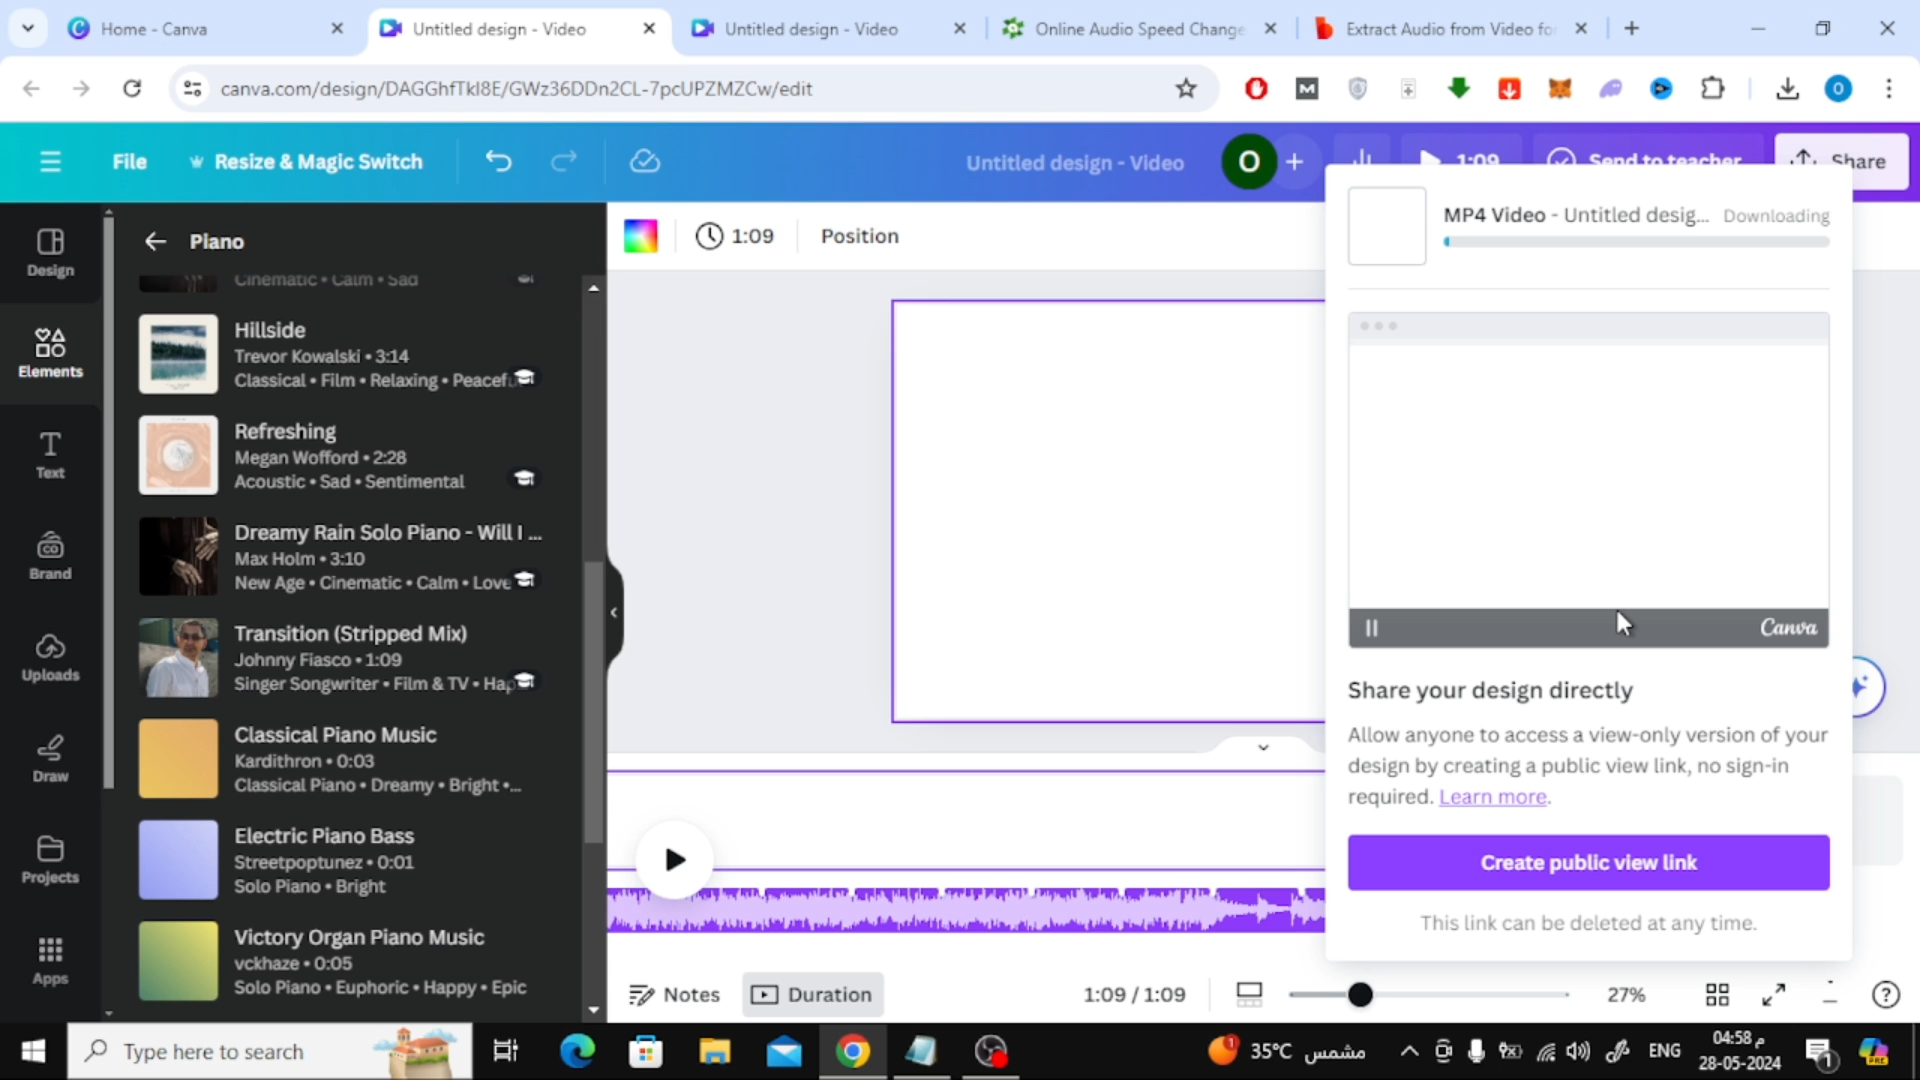 Home - Canva
Untitled design - Video
Untitled design - Video
Online Audio Speed Change
Extract Audio from Video fo
canva.com/design/DAGGhfTkI8E/GWz36DDn2CL-7pcUPZMZCw/edit
File
Resize & Magic Switch
Untitled design - Video
O
1:09
Send to teacher
Share
Design
Elements
Text
Brand
Uploads
Draw
Projects
Apps
Piano
Cinematic • Calm • Sad
Hillside
Trevor Kowalski • 3:14
Classical • Film • Relaxing • Peacefu
Refreshing
Megan Wofford • 2:28
Acoustic • Sad • Sentimental
Dreamy Rain Solo Piano - Will I ...
Max Holm • 3:10
New Age • Cinematic • Calm • Love
Transition (Stripped Mix)
Johnny Fiasco • 1:09
Singer Songwriter • Film & TV • Hap
Classical Piano Music
Kardithron • 0:03
Classical Piano • Dreamy • Bright •...
Electric Piano Bass
Streetpoptunez • 0:01
Solo Piano • Bright
Victory Organ Piano Music
vckhaze • 0:05
Solo Piano • Euphoric • Happy • Epic
1:09
Position
MP4 Video - Untitled desig...
Downloading
Canva
Share your design directly
Allow anyone to access a view-only version of your
design by creating a public view link, no sign-in
required. Learn more.
Create public view link
This link can be deleted at any time.
Notes
Duration
1:09 / 1:09
27%
Type here to search
35°C مشمس
ENG
04:58 م
28-05-2024
1